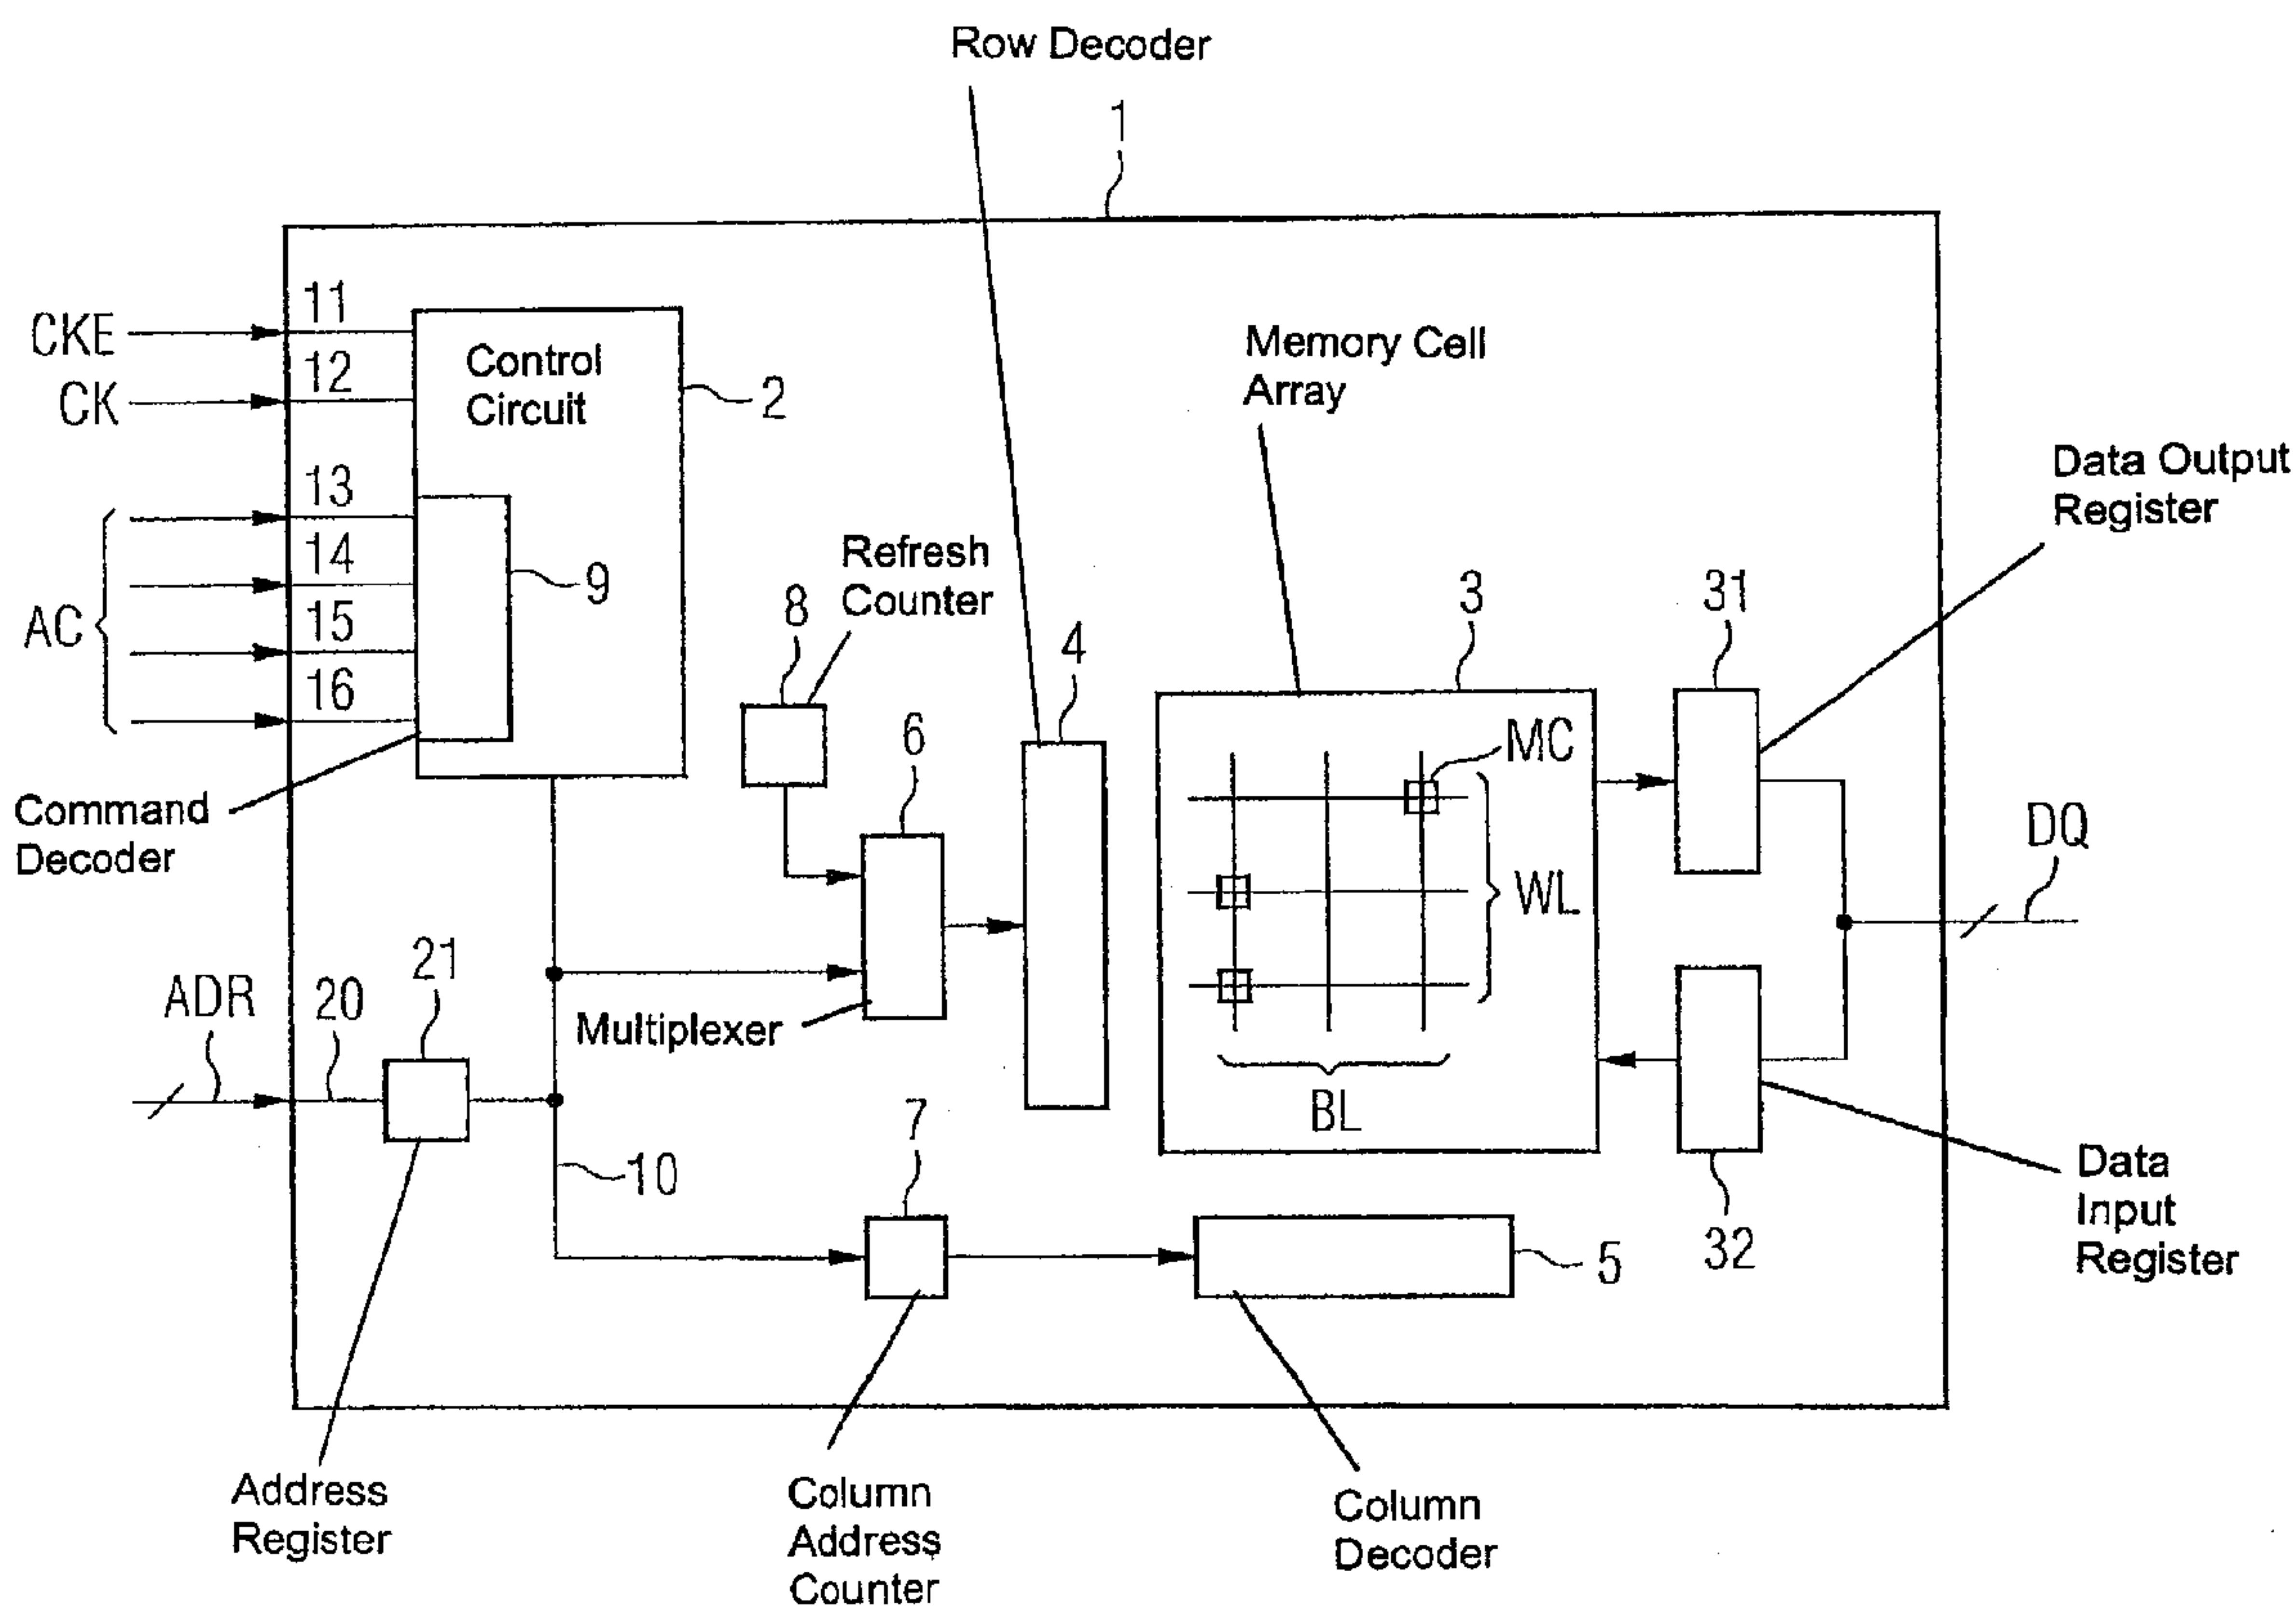 Row Decoder
1
CKE
11
CK
12
Control
Circuit
2
Memory Cell
Array
Data Output
Register
AC
13
14
15
16
9
Refresh
Counter
8
4
3
31
6
MC
WL
BL
DQ
Command
Decoder
ADR
20
21
Multiplexer
10
7
5
32
Data
Input
Register
Address
Register
Column
Address
Counter
Column
Decoder